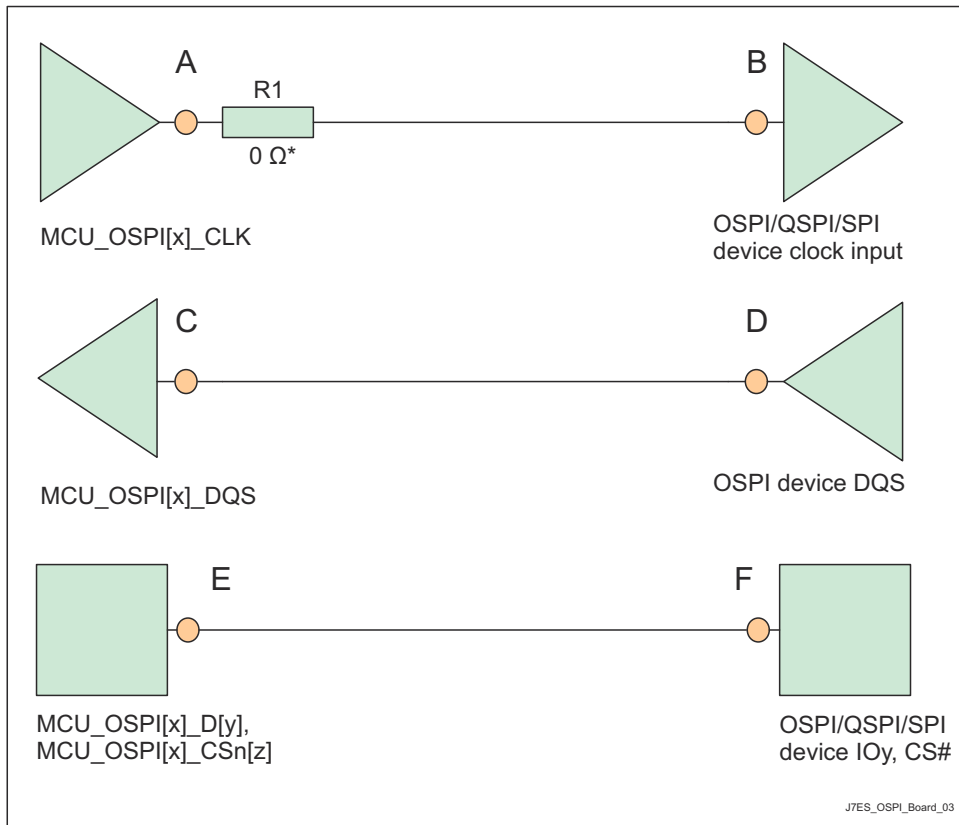 A
B
R1
0 Ω*
MCU_OSPI[x]_CLK
OSPI/QSPI/SPI
device clock input
C
D
MCU_OSPI[x]_DQS
OSPI device DQS
E
F
MCU_OSPI[x]_D[y],
MCU_OSPI[x]_CSn[z]
OSPI/QSPI/SPI
device IOy, CS#
J7ES_OSPI_Board_03